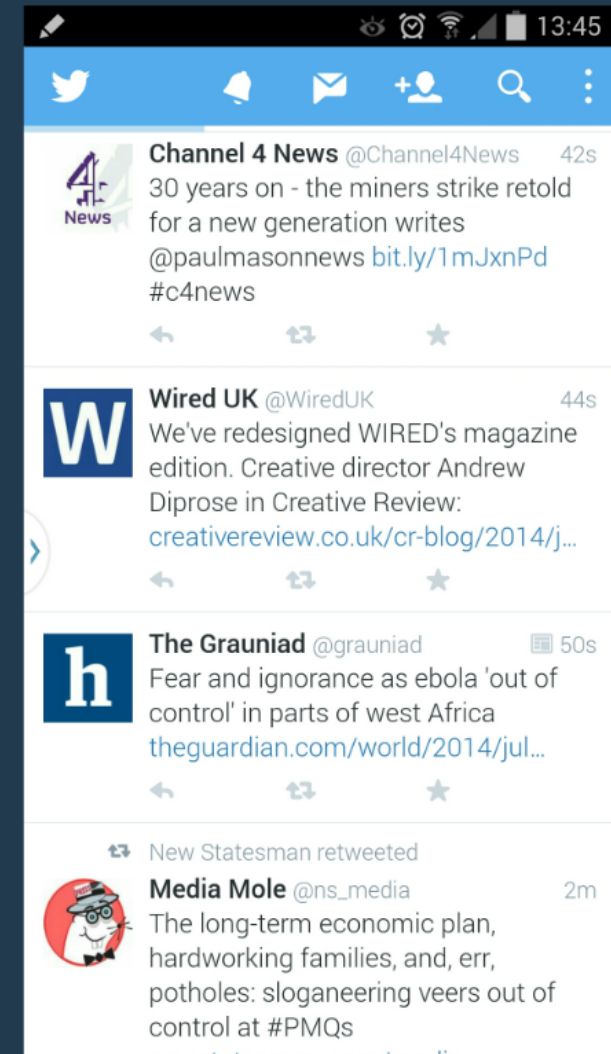 13:45
4
News
Channel 4 News @Channel4News 42s
30 years on - the miners strike retold
for a new generation writes
@paulmasonnews bit.ly/1mJxnPd
#c4news
W
Wired UK @WiredUK 44s
We've redesigned WIRED's magazine
edition. Creative director Andrew
Diprose in Creative Review:
creativereview.co.uk/cr-blog/2014/j...
h
The Grauniad @grauniad 50s
Fear and ignorance as ebola 'out of
control' in parts of west Africa
theguardian.com/world/2014/jul...
New Statesman retweeted
Media Mole @ns_media 2m
The long-term economic plan,
hardworking families, and, err,
potholes: sloganeering veers out of
control at #PMQs